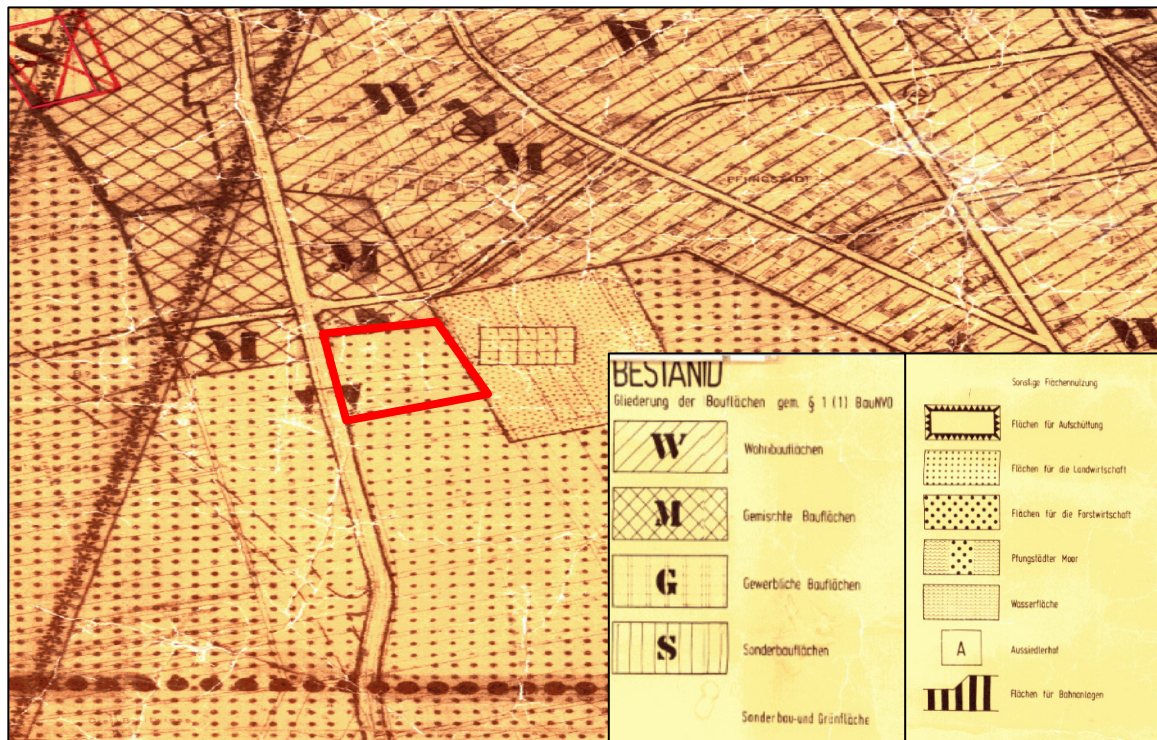 S
W
W
M
PFUNGSTADT
M
M
W
BESTAND
Gliederung der Bauflächen gem. § 1 (1) BauNVO
W Wohnbauflächen
M Gemischte Bauflächen
G Gewerbliche Bauflächen
S Sonderbauflächen
Sonderbau-und Grünfläche
Sonstige Flächennutzung
Flächen für Aufschüttung
Flächen für die Landwirtschaft
Flächen für die Forstwirtschaft
Pfungstädter Moor
Wasserfläche
A Aussiedlerhof
Flächen für Bahnanlagen